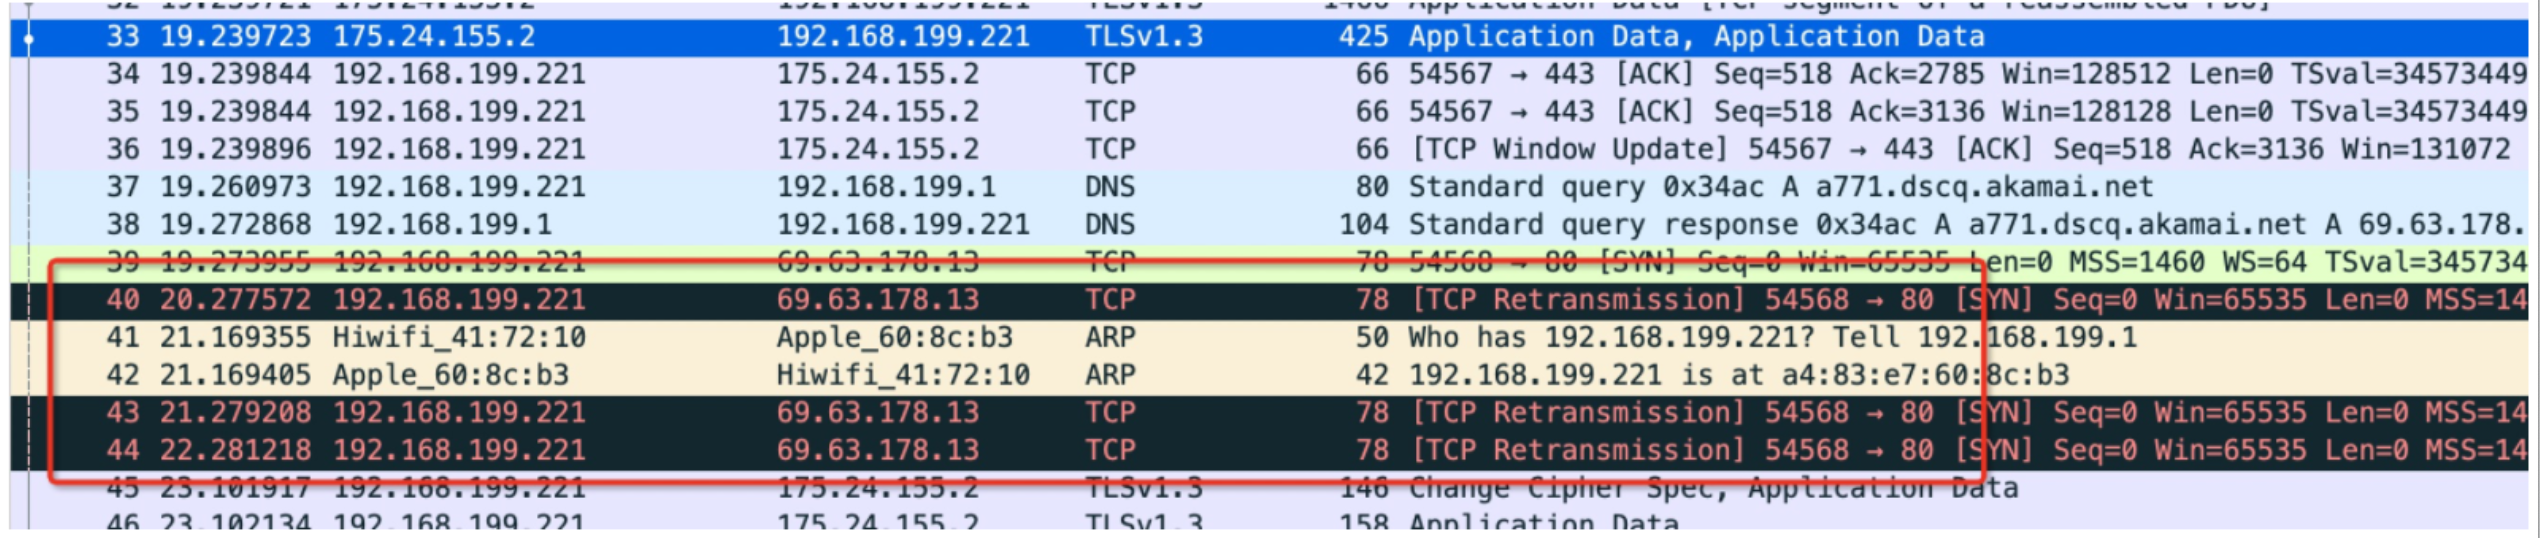 32 19.239721 175.24.155.2 192.168.199.221 TLSv1.3 1466 Application Data [TCP segment of a reassembled PDU]
33 19.239723 175.24.155.2 192.168.199.221 TLSv1.3 425 Application Data, Application Data
34 19.239844 192.168.199.221 175.24.155.2 TCP 66 54567 → 443 [ACK] Seq=518 Ack=2785 Win=128512 Len=0 TSval=34573449
35 19.239844 192.168.199.221 175.24.155.2 TCP 66 54567 → 443 [ACK] Seq=518 Ack=3136 Win=128128 Len=0 TSval=34573449
36 19.239896 192.168.199.221 175.24.155.2 TCP 66 [TCP Window Update] 54567 → 443 [ACK] Seq=518 Ack=3136 Win=131072
37 19.260973 192.168.199.221 192.168.199.1 DNS 80 Standard query 0x34ac A a771.dscq.akamai.net
38 19.272868 192.168.199.1 192.168.199.221 DNS 104 Standard query response 0x34ac A a771.dscq.akamai.net A 69.63.178.
39 19.273955 192.168.199.221 69.63.178.13 TCP 78 54568 → 80 [SYN] Seq=0 Win=65535 Len=0 MSS=1460 WS=64 TSval=345734
40 20.277572 192.168.199.221 69.63.178.13 TCP 78 [TCP Retransmission] 54568 → 80 [SYN] Seq=0 Win=65535 Len=0 MSS=14
41 21.169355 Hiwifi_41:72:10 Apple_60:8c:b3 ARP 50 Who has 192.168.199.221? Tell 192.168.199.1
42 21.169405 Apple_60:8c:b3 Hiwifi_41:72:10 ARP 42 192.168.199.221 is at a4:83:e7:60:8c:b3
43 21.279208 192.168.199.221 69.63.178.13 TCP 78 [TCP Retransmission] 54568 → 80 [SYN] Seq=0 Win=65535 Len=0 MSS=14
44 22.281218 192.168.199.221 69.63.178.13 TCP 78 [TCP Retransmission] 54568 → 80 [SYN] Seq=0 Win=65535 Len=0 MSS=14
45 23.101917 192.168.199.221 175.24.155.2 TLSv1.3 146 Change Cipher Spec, Application Data
46 23.102134 192.168.199.221 175.24.155.2 TLSv1.3 158 Application Data